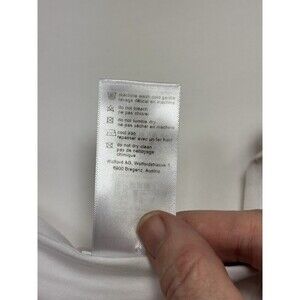 machine wash cold gentle
lavage délicat en machine
do not bleach
ne pas chlorer
do not tumble dry
ne pas sécher en machine
cool iron
repasser avec un fer froid
do not dry clean
pas de nettoyage
chimique
Wolford AG, Wolfordstrasse 1
6900 Bregenz, Austria